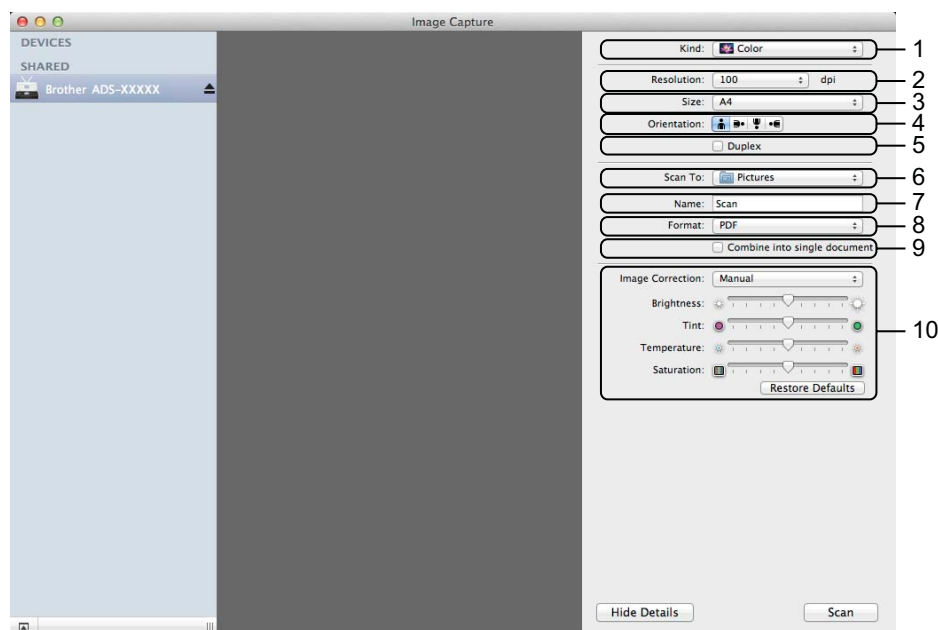 Image Capture
DEVICES
SHARED
Brother ADS-XXXXX
Kind: Color 1
Resolution: 100 dpi 2
Size: A4 3
Orientation: 4
Duplex 5
Scan To: Pictures 6
Name: Scan 7
Format: PDF 8
Combine into single document 9
Image Correction: Manual
Brightness:
Tint: 10
Temperature:
Saturation:
Restore Defaults
Hide Details Scan